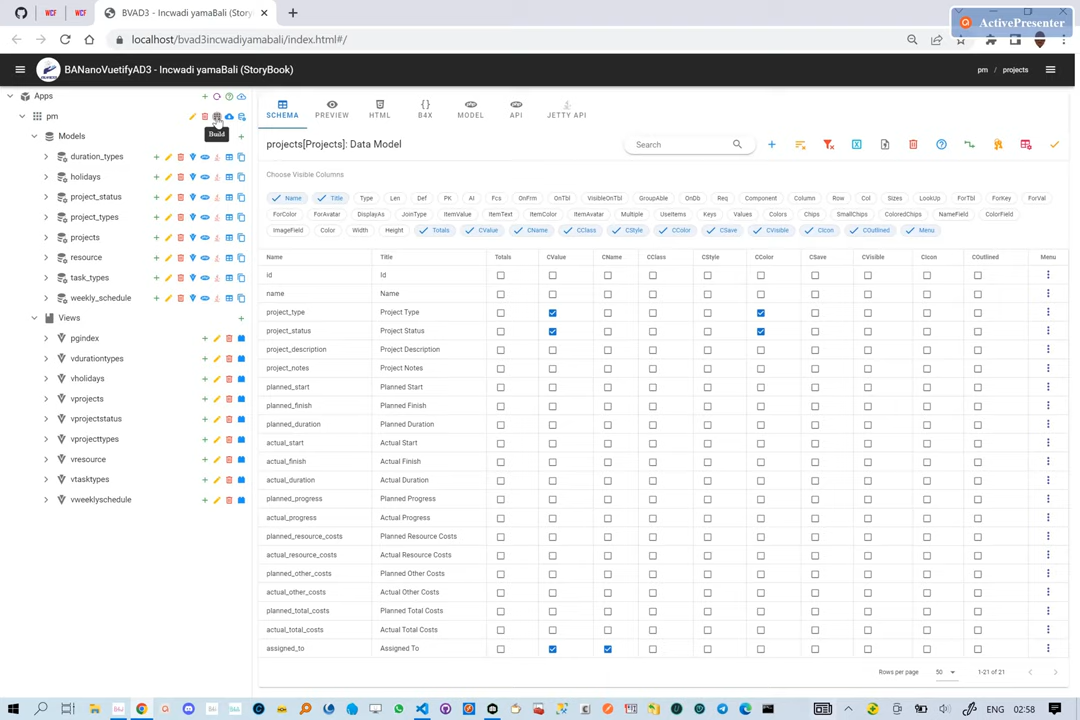 BVAD3 - Incwadi yamaBali (Story
ActivePresenter
localhost/bvad3incwadiyamabali/index.html#/
BANanoVuetifyAD3 - Incwadi yamaBali (StoryBook)
pm / projects
Apps
pm
Build
Models
duration_types
holidays
project_status
project_types
projects
resource
task_types
weekly_schedule
Views
pgindex
vdurationtypes
vholidays
vprojects
vprojectstatus
vprojecttypes
vresource
vtasktypes
vweeklyschedule
SCHEMA PREVIEW HTML B4X MODEL API JETTY API
projects[Projects]: Data Model
Search
Choose Visible Columns
Name Title Type Len Def PK AI Fcs OnFrm OnTbl VisibleOnTbl GroupAble OnDb Req Component Column Row Col Sizes LookUp ForTbl ForKey ForVal
ForColor ForAvatar DisplayAs JoinType ItemValue ItemText ItemColor ItemAvatar Multiple UseItems Keys Values Colors Chips SmallChips ColoredChips NameField ColorField
ImageField Color Width Height Totals CValue CName CClass CStyle CColor CSave CVisible CIcon COutlined Menu
Name Title Totals CValue CName CClass CStyle CColor CSave CVisible CIcon COutlined Menu
id Id
name Name
project_type Project Type
project_status Project Status
project_description Project Description
project_notes Project Notes
planned_start Planned Start
planned_finish Planned Finish
planned_duration Planned Duration
actual_start Actual Start
actual_finish Actual Finish
actual_duration Actual Duration
planned_progress Planned Progress
actual_progress Actual Progress
planned_resource_costs Planned Resource Costs
actual_resource_costs Actual Resource Costs
planned_other_costs Planned Other Costs
actual_other_costs Actual Other Costs
planned_total_costs Planned Total Costs
actual_total_costs Actual Total Costs
assigned_to Assigned To
Rows per page 50 1-21 of 21
ENG 02:58